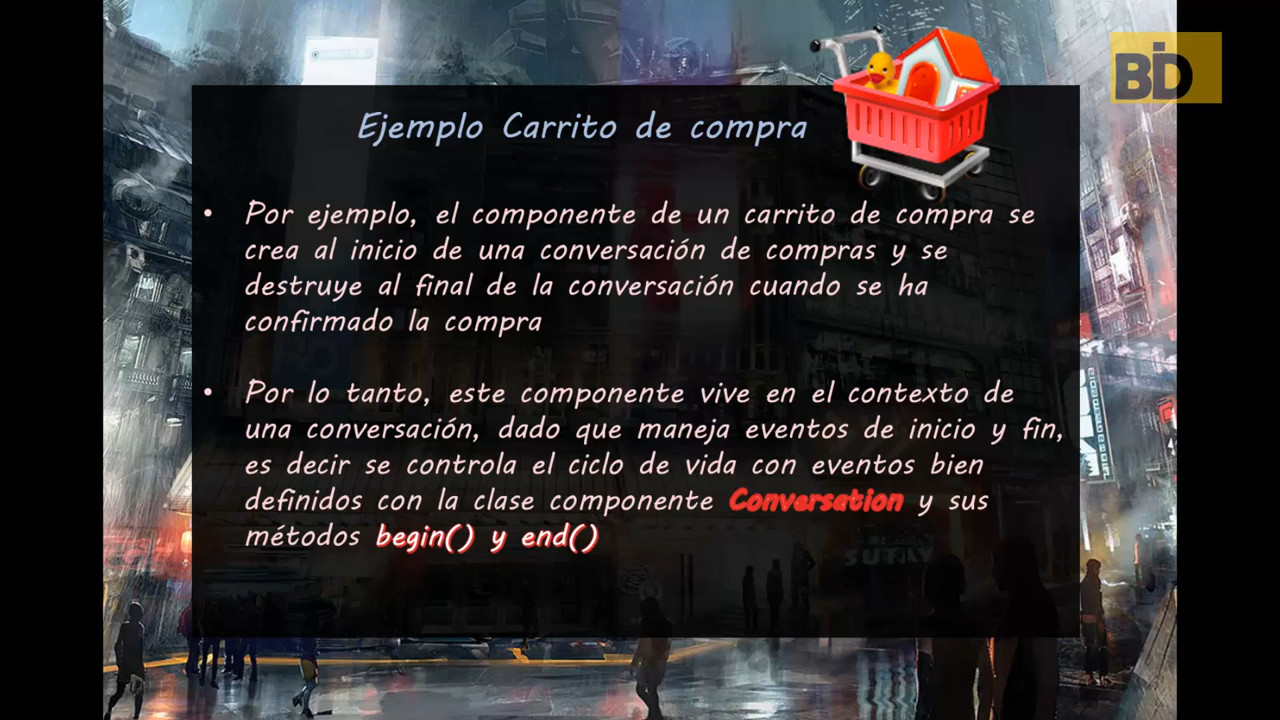 BID
Ejemplo Carrito de compra
• Por ejemplo, el componente de un carrito de compra se
crea al inicio de una conversación de compras y se
destruye al final de la conversación cuando se ha
confirmado la compra
• Por lo tanto, este componente vive en el contexto de
una conversación, dado que maneja eventos de inicio y fin,
es decir se controla el ciclo de vida con eventos bien
definidos con la clase componente Conversation y sus
métodos begin() y end()